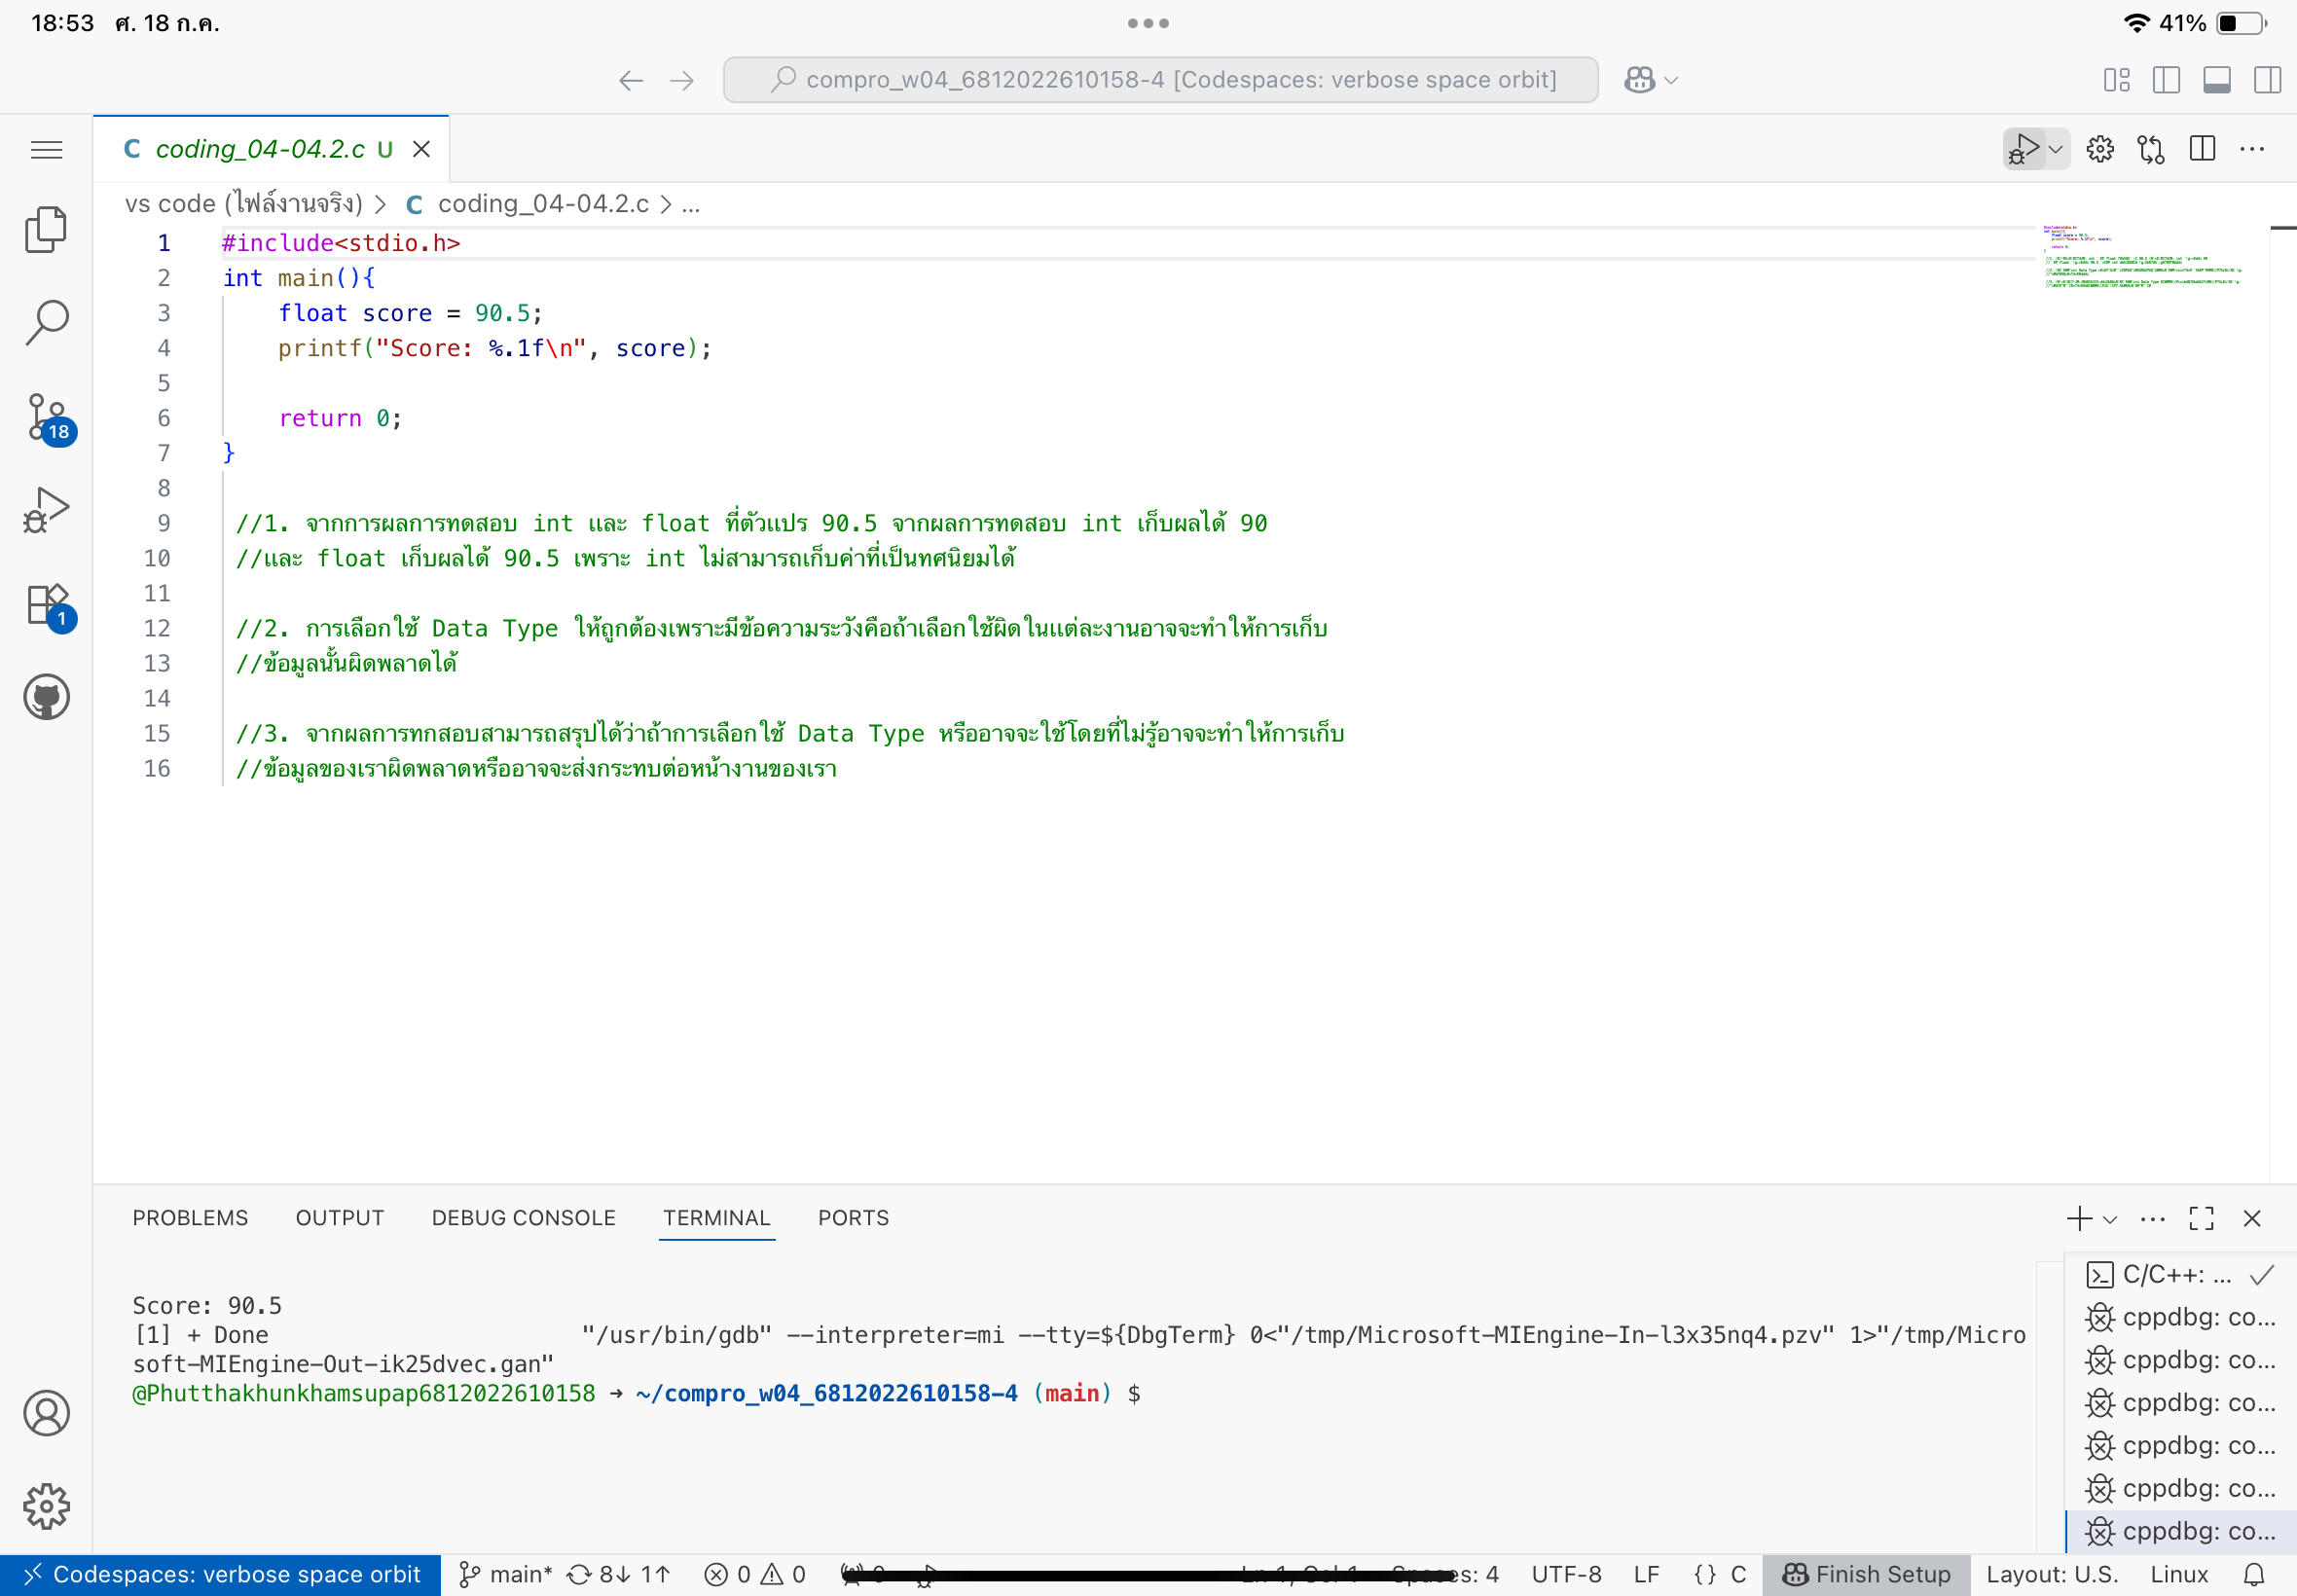 18:53 ศ. 18 ก.ค.
41%
compro_w04_6812022610158-4 [Codespaces: verbose space orbit]
C coding_04-04.2.c U
vs code (ไฟล์งานจริง) > C coding_04-04.2.c > ...
1 #include<stdio.h>
2 int main(){
3 float score = 90.5;
4 printf("Score: %.1f\n", score);
5
6 return 0;
7 }
8
9 //1. จากการผลการทดสอบ int และ float ที่ตัวแปร 90.5 จากผลการทดสอบ int เก็บผลได้ 90
10 //และ float เก็บผลได้ 90.5 เพราะ int ไม่สามารถเก็บค่าที่เป็นทศนิยมได้
11
12 //2. การเลือกใช้ Data Type ให้ถูกต้องเพราะมีข้อความระวังคือถ้าเลือกใช้ผิดในแต่ละงานอาจจะทำให้การเก็บ
13 //ข้อมูลนั้นผิดพลาดได้
14
15 //3. จากผลการทกสอบสามารถสรุปได้ว่าถ้าการเลือกใช้ Data Type หรืออาจจะใช้โดยที่ไม่รู้อาจจะทำให้การเก็บ
16 //ข้อมูลของเราผิดพลาดหรืออาจจะส่งกระทบต่อหน้างานของเรา
18
1
PROBLEMS OUTPUT DEBUG CONSOLE TERMINAL PORTS
Score: 90.5
[1] + Done "/usr/bin/gdb" --interpreter=mi --tty=${DbgTerm} 0<"/tmp/Microsoft-MIEngine-In-l3x35nq4.pzv" 1>"/tmp/Micro
soft-MIEngine-Out-ik25dvec.gan"
@Phutthakhunkhamsupap6812022610158 → ~/compro_w04_6812022610158-4 (main) $
C/C++: ...
cppdbg: co...
cppdbg: co...
cppdbg: co...
cppdbg: co...
cppdbg: co...
cppdbg: co...
Codespaces: verbose space orbit main* 8↓ 1↑ 0 0 0 Ln 1, Col 1 Spaces: 4 UTF-8 LF {} C Finish Setup Layout: U.S. Linux